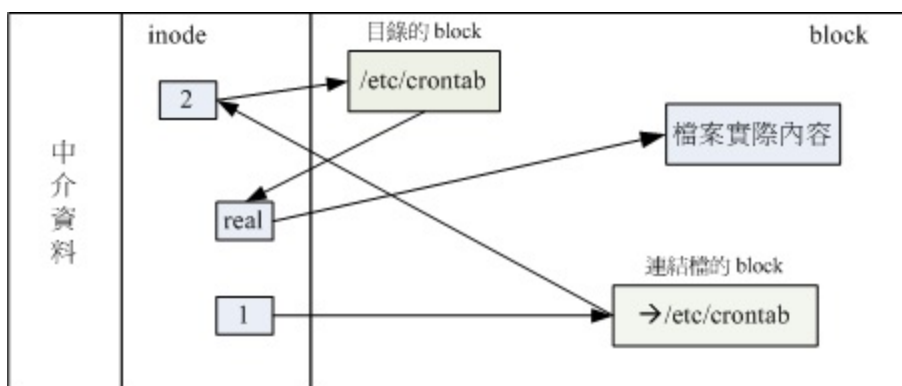 中介資料
inode
目錄的 block
block
/etc/crontab
2
檔案實際內容
real
連結檔的 block
1
→/etc/crontab